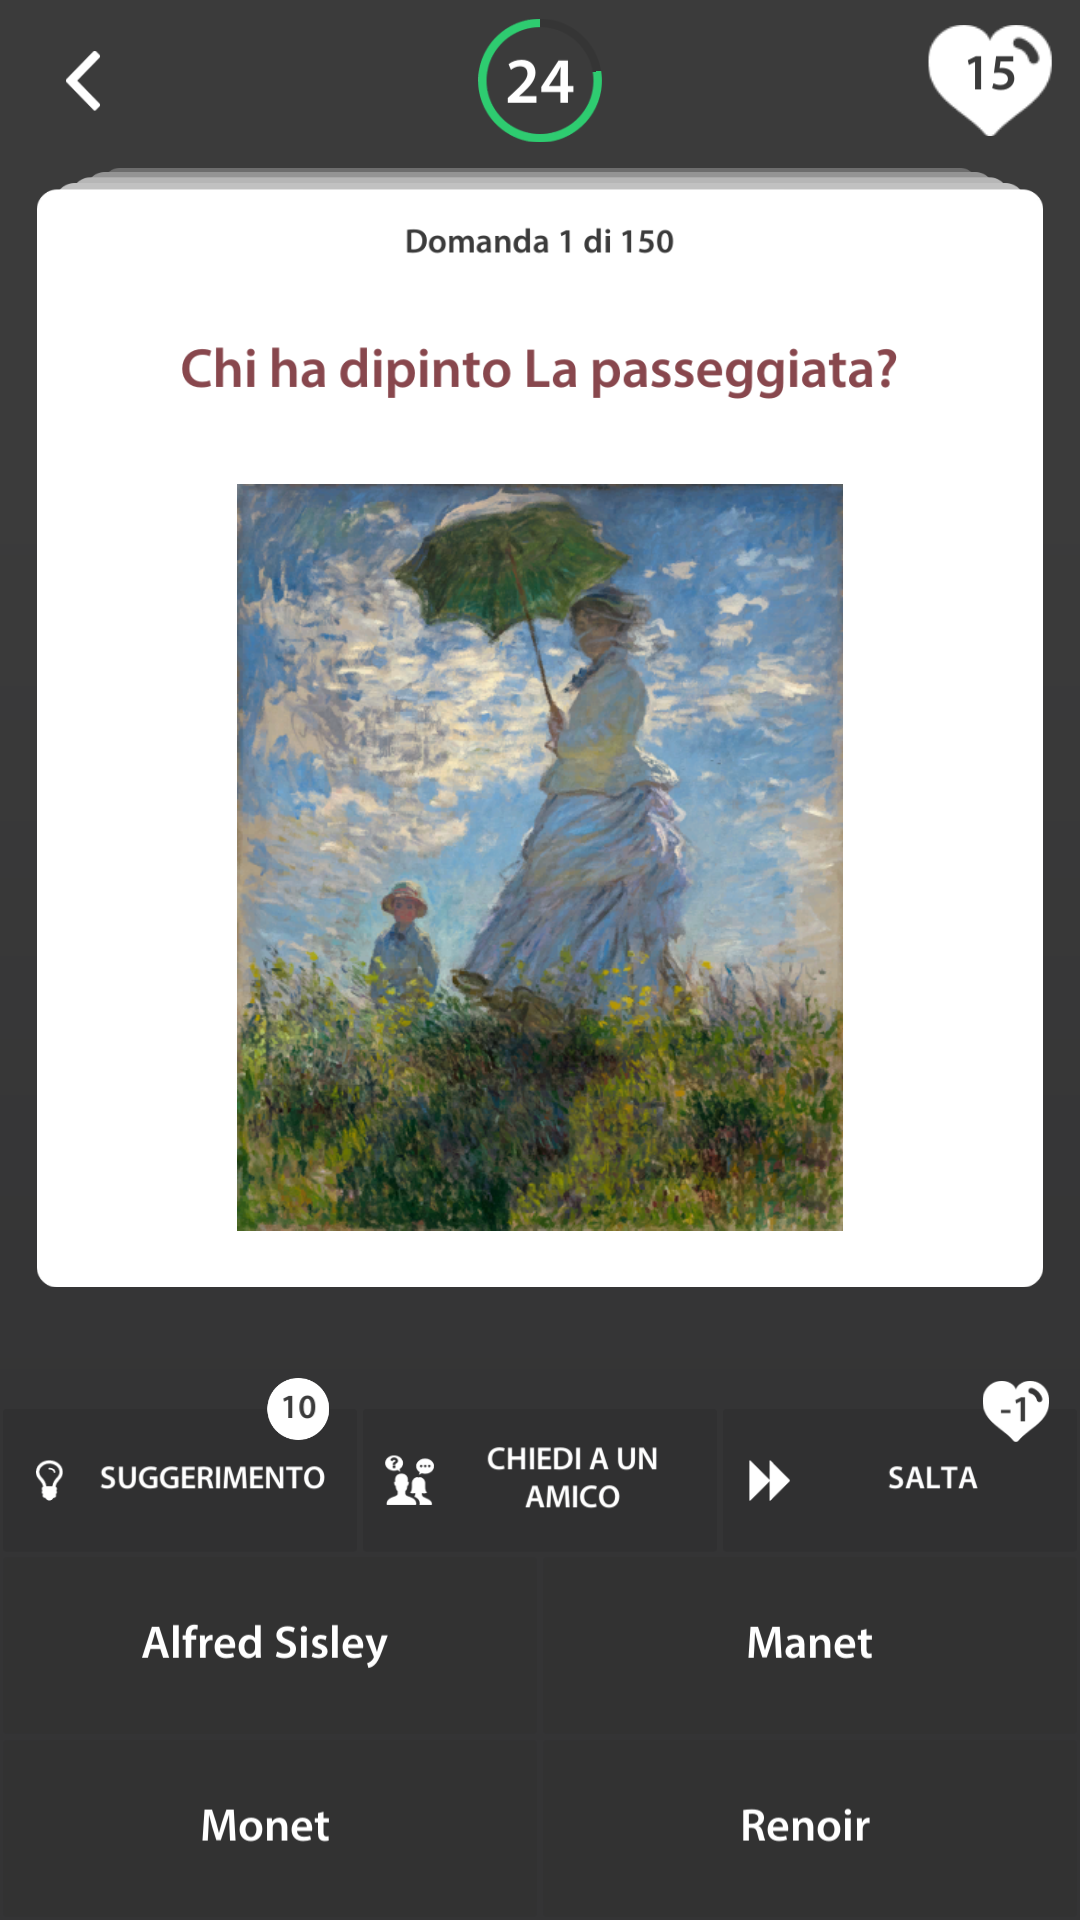 24
15
Domanda 1 di 150
Chi ha dipinto La passeggiata?
10
-1
SUGGERIMENTO
CHIEDI A UN
AMICO
SALTA
Alfred Sisley
Manet
Monet
Renoir